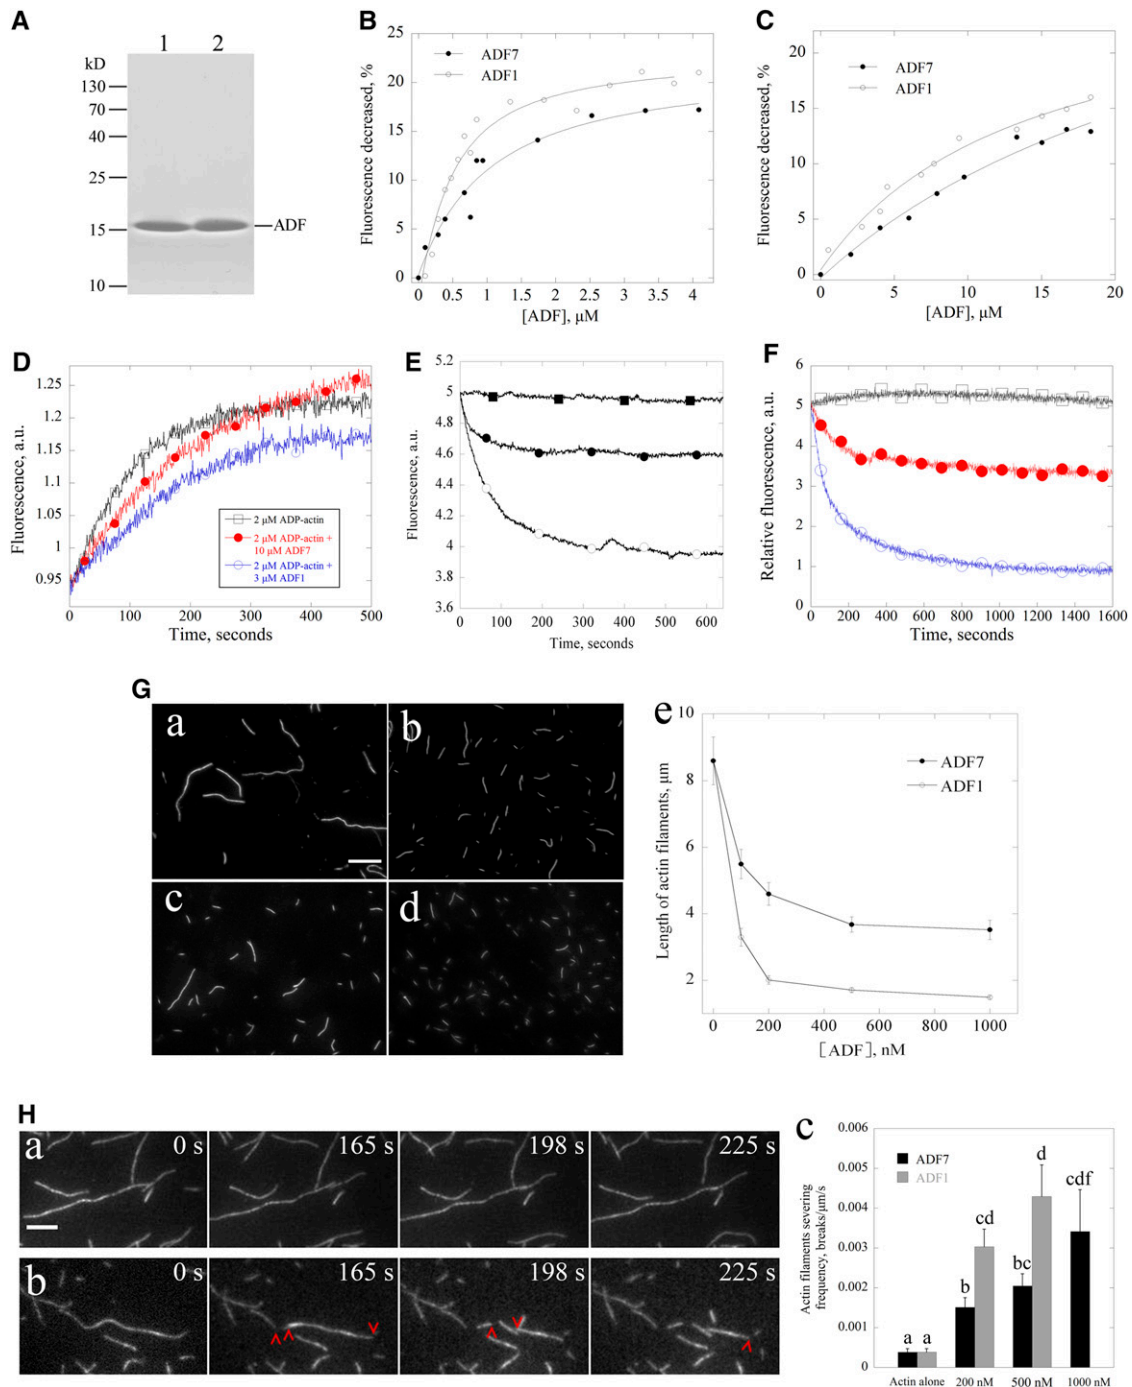 A
1 2
kD
130
70
40
25
15
10
ADF
B
25
20
15
10
5
0
ADF7
ADF1
Fluorescence decreased, %
0 0.5 1 1.5 2 2.5 3 3.5 4
[ADF], μM
C
20
15
10
5
0
ADF7
ADF1
Fluorescence decreased, %
0 5 10 15 20
[ADF], μM
D
1.25
1.2
1.15
1.1
1.05
1
0.95
Fluorescence, a.u.
2 μM ADP-actin
2 μM ADP-actin +
10 μM ADF7
2 μM ADP-actin +
3 μM ADF1
0 100 200 300 400 500
Time, seconds
E
5.2
5
4.8
4.6
4.4
4.2
4
3.8
3.6
Fluorescence, a.u.
0 100 200 300 400 500 600
Time, seconds
F
6
5
4
3
2
1
0
Relative fluorescence, a.u.
0 200 400 600 800 1000 1200 1400 1600
Time, seconds
G
a
b
c
d
e
10
8
6
4
2
Length of actin filaments, μm
ADF7
ADF1
0 200 400 600 800 1000
[ADF], nM
H
a
0 s 165 s 198 s 225 s
b
0 s 165 s 198 s 225 s
c
0.006
0.005
0.004
0.003
0.002
0.001
0
Actin filaments severing
frequency, breaks/μm/s
ADF7
ADF1
a a b cd bc d cdf
Actin alone 200 nM 500 nM 1000 nM